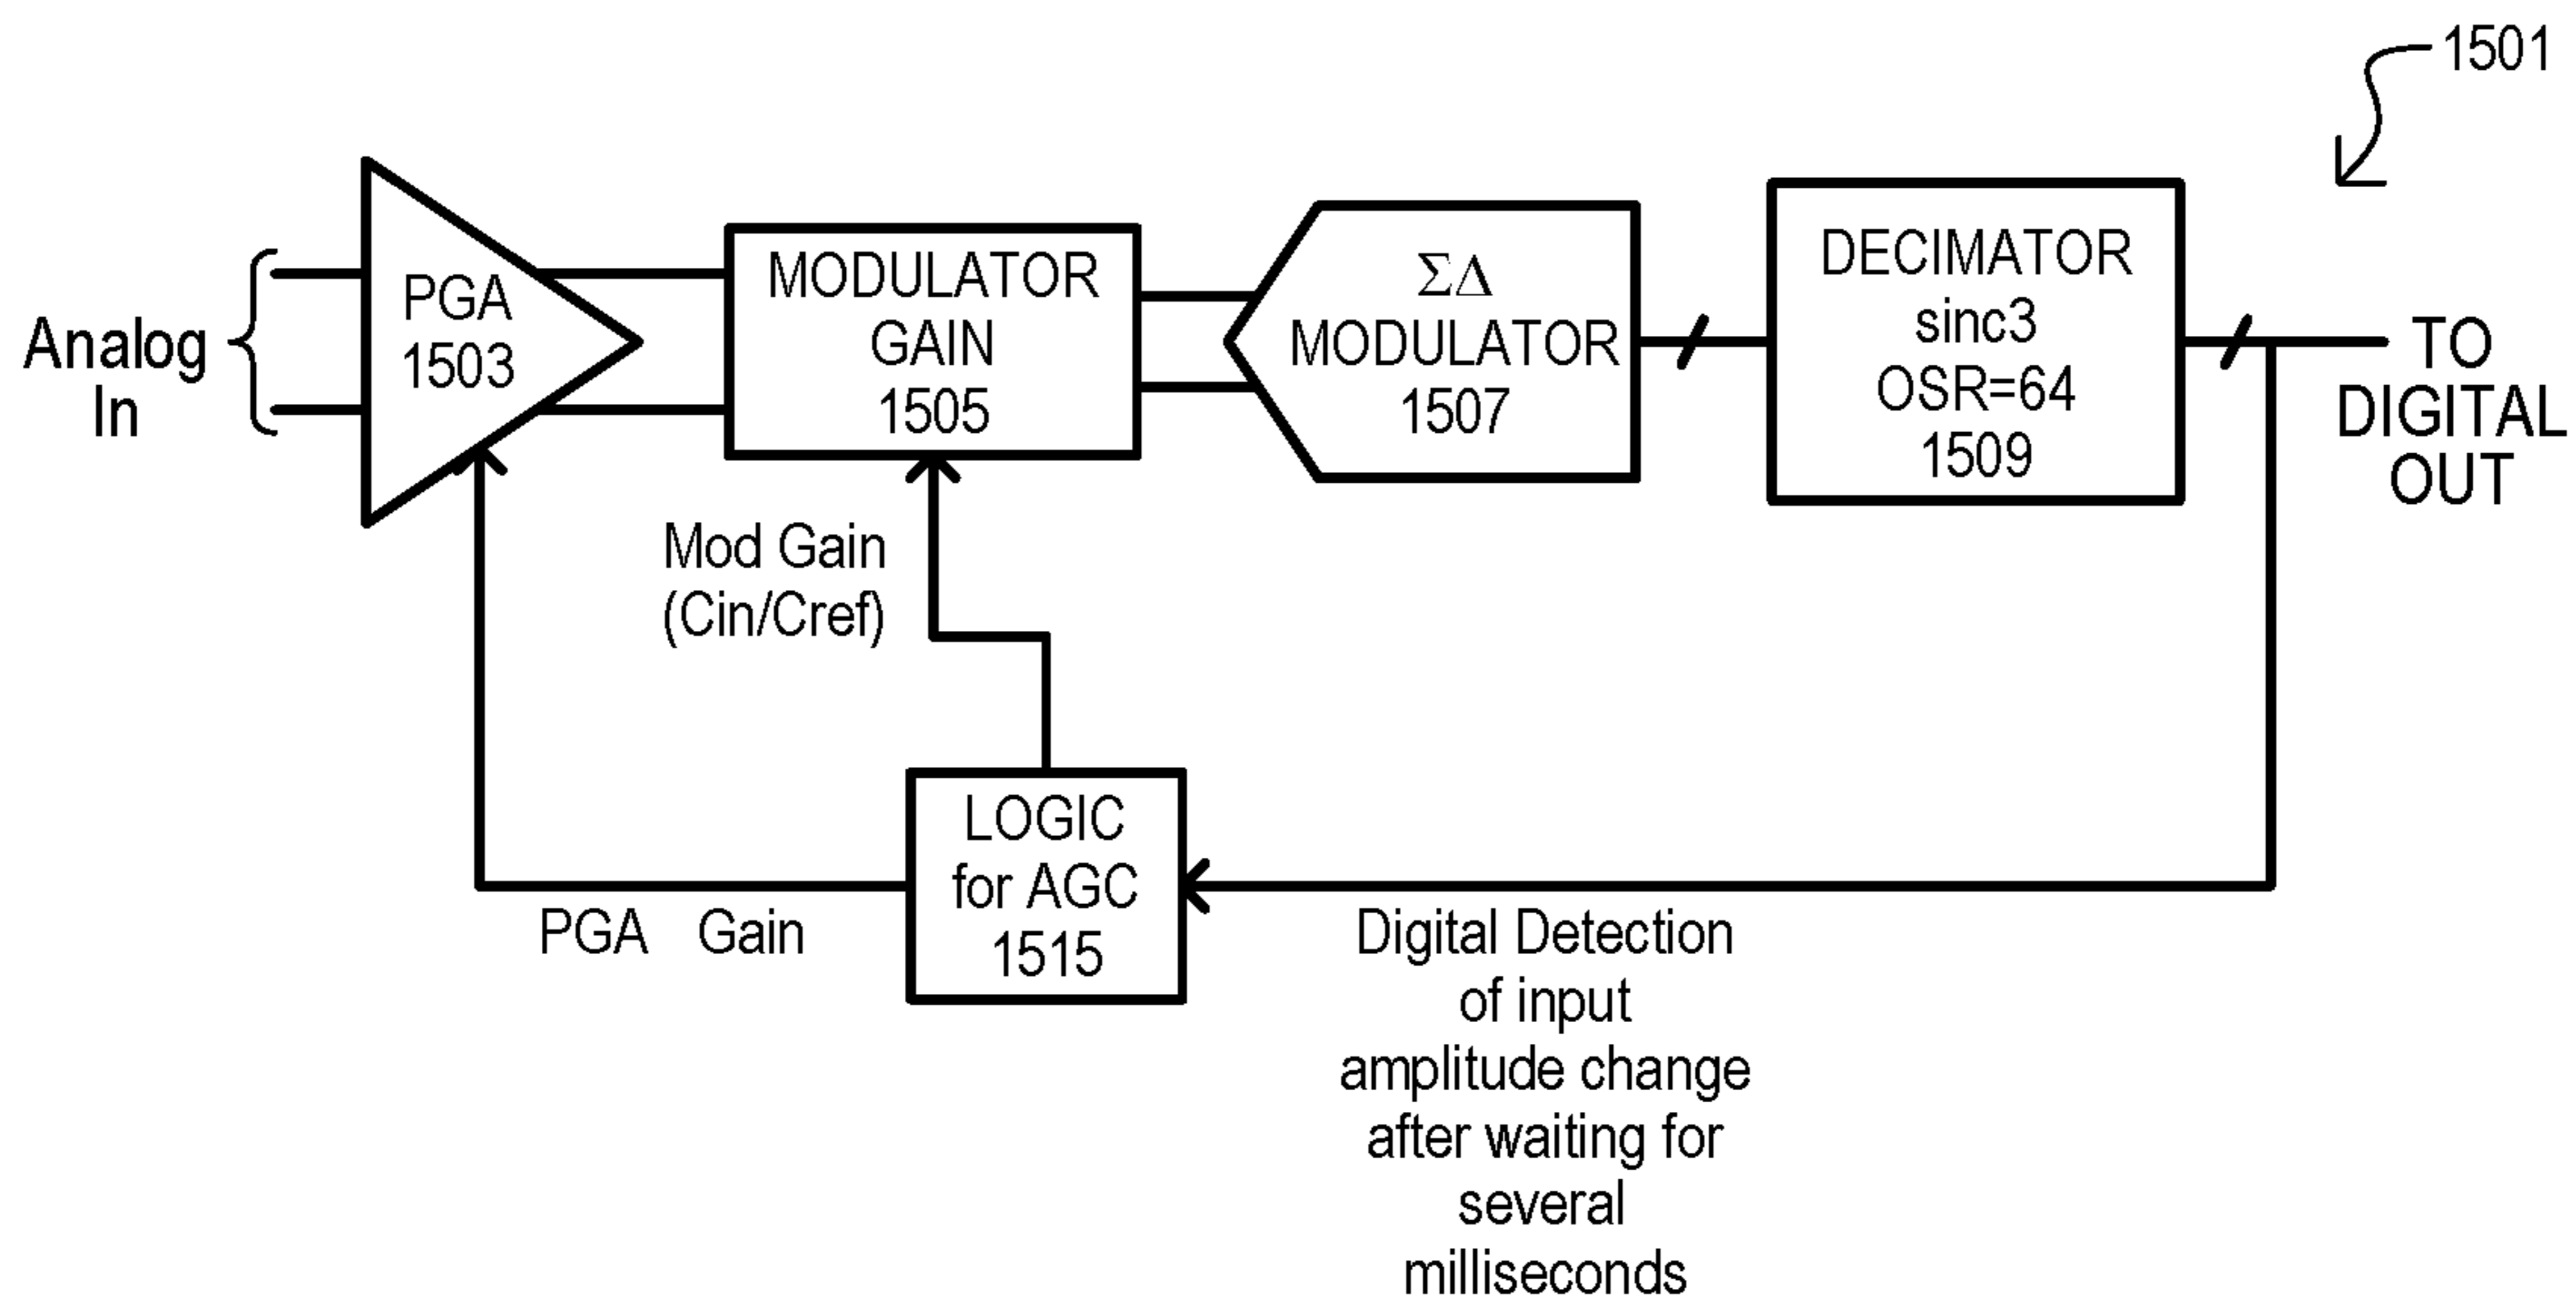 1501
Analog
In
PGA
1503
MODULATOR
GAIN
1505
ΣΔ
MODULATOR
1507
DECIMATOR
sinc3
OSR=64
1509
TO
DIGITAL
OUT
Mod Gain
(Cin/Cref)
LOGIC
for AGC
1515
PGA Gain
Digital Detection
of input
amplitude change
after waiting for
several
milliseconds